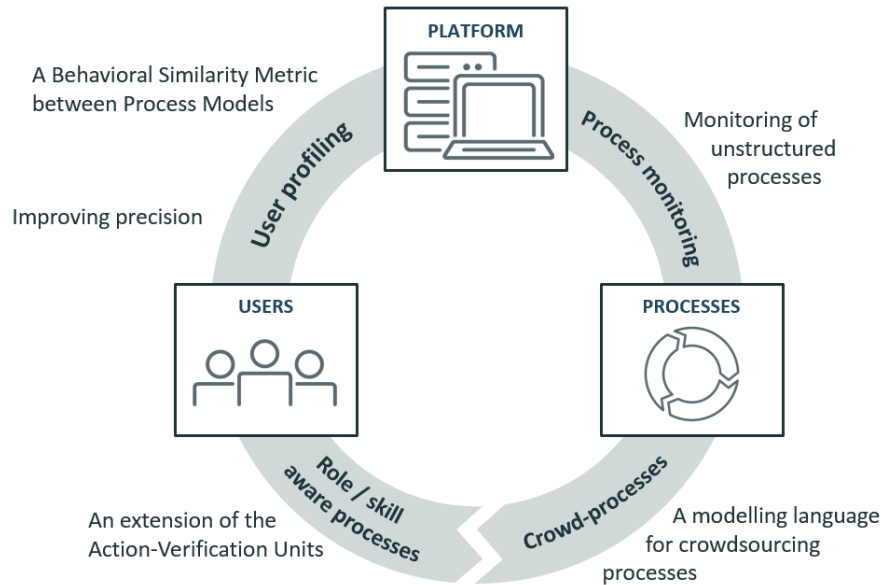 PLATFORM
A Behavioral Similarity Metric
between Process Models
User profiling
Process monitoring
Monitoring of
unstructured
processes
Improving precision
USERS
PROCESSES
Role / skill
aware processes
Crowd-processes
An extension of the
Action-Verification Units
A modelling language
for crowdsourcing
processes